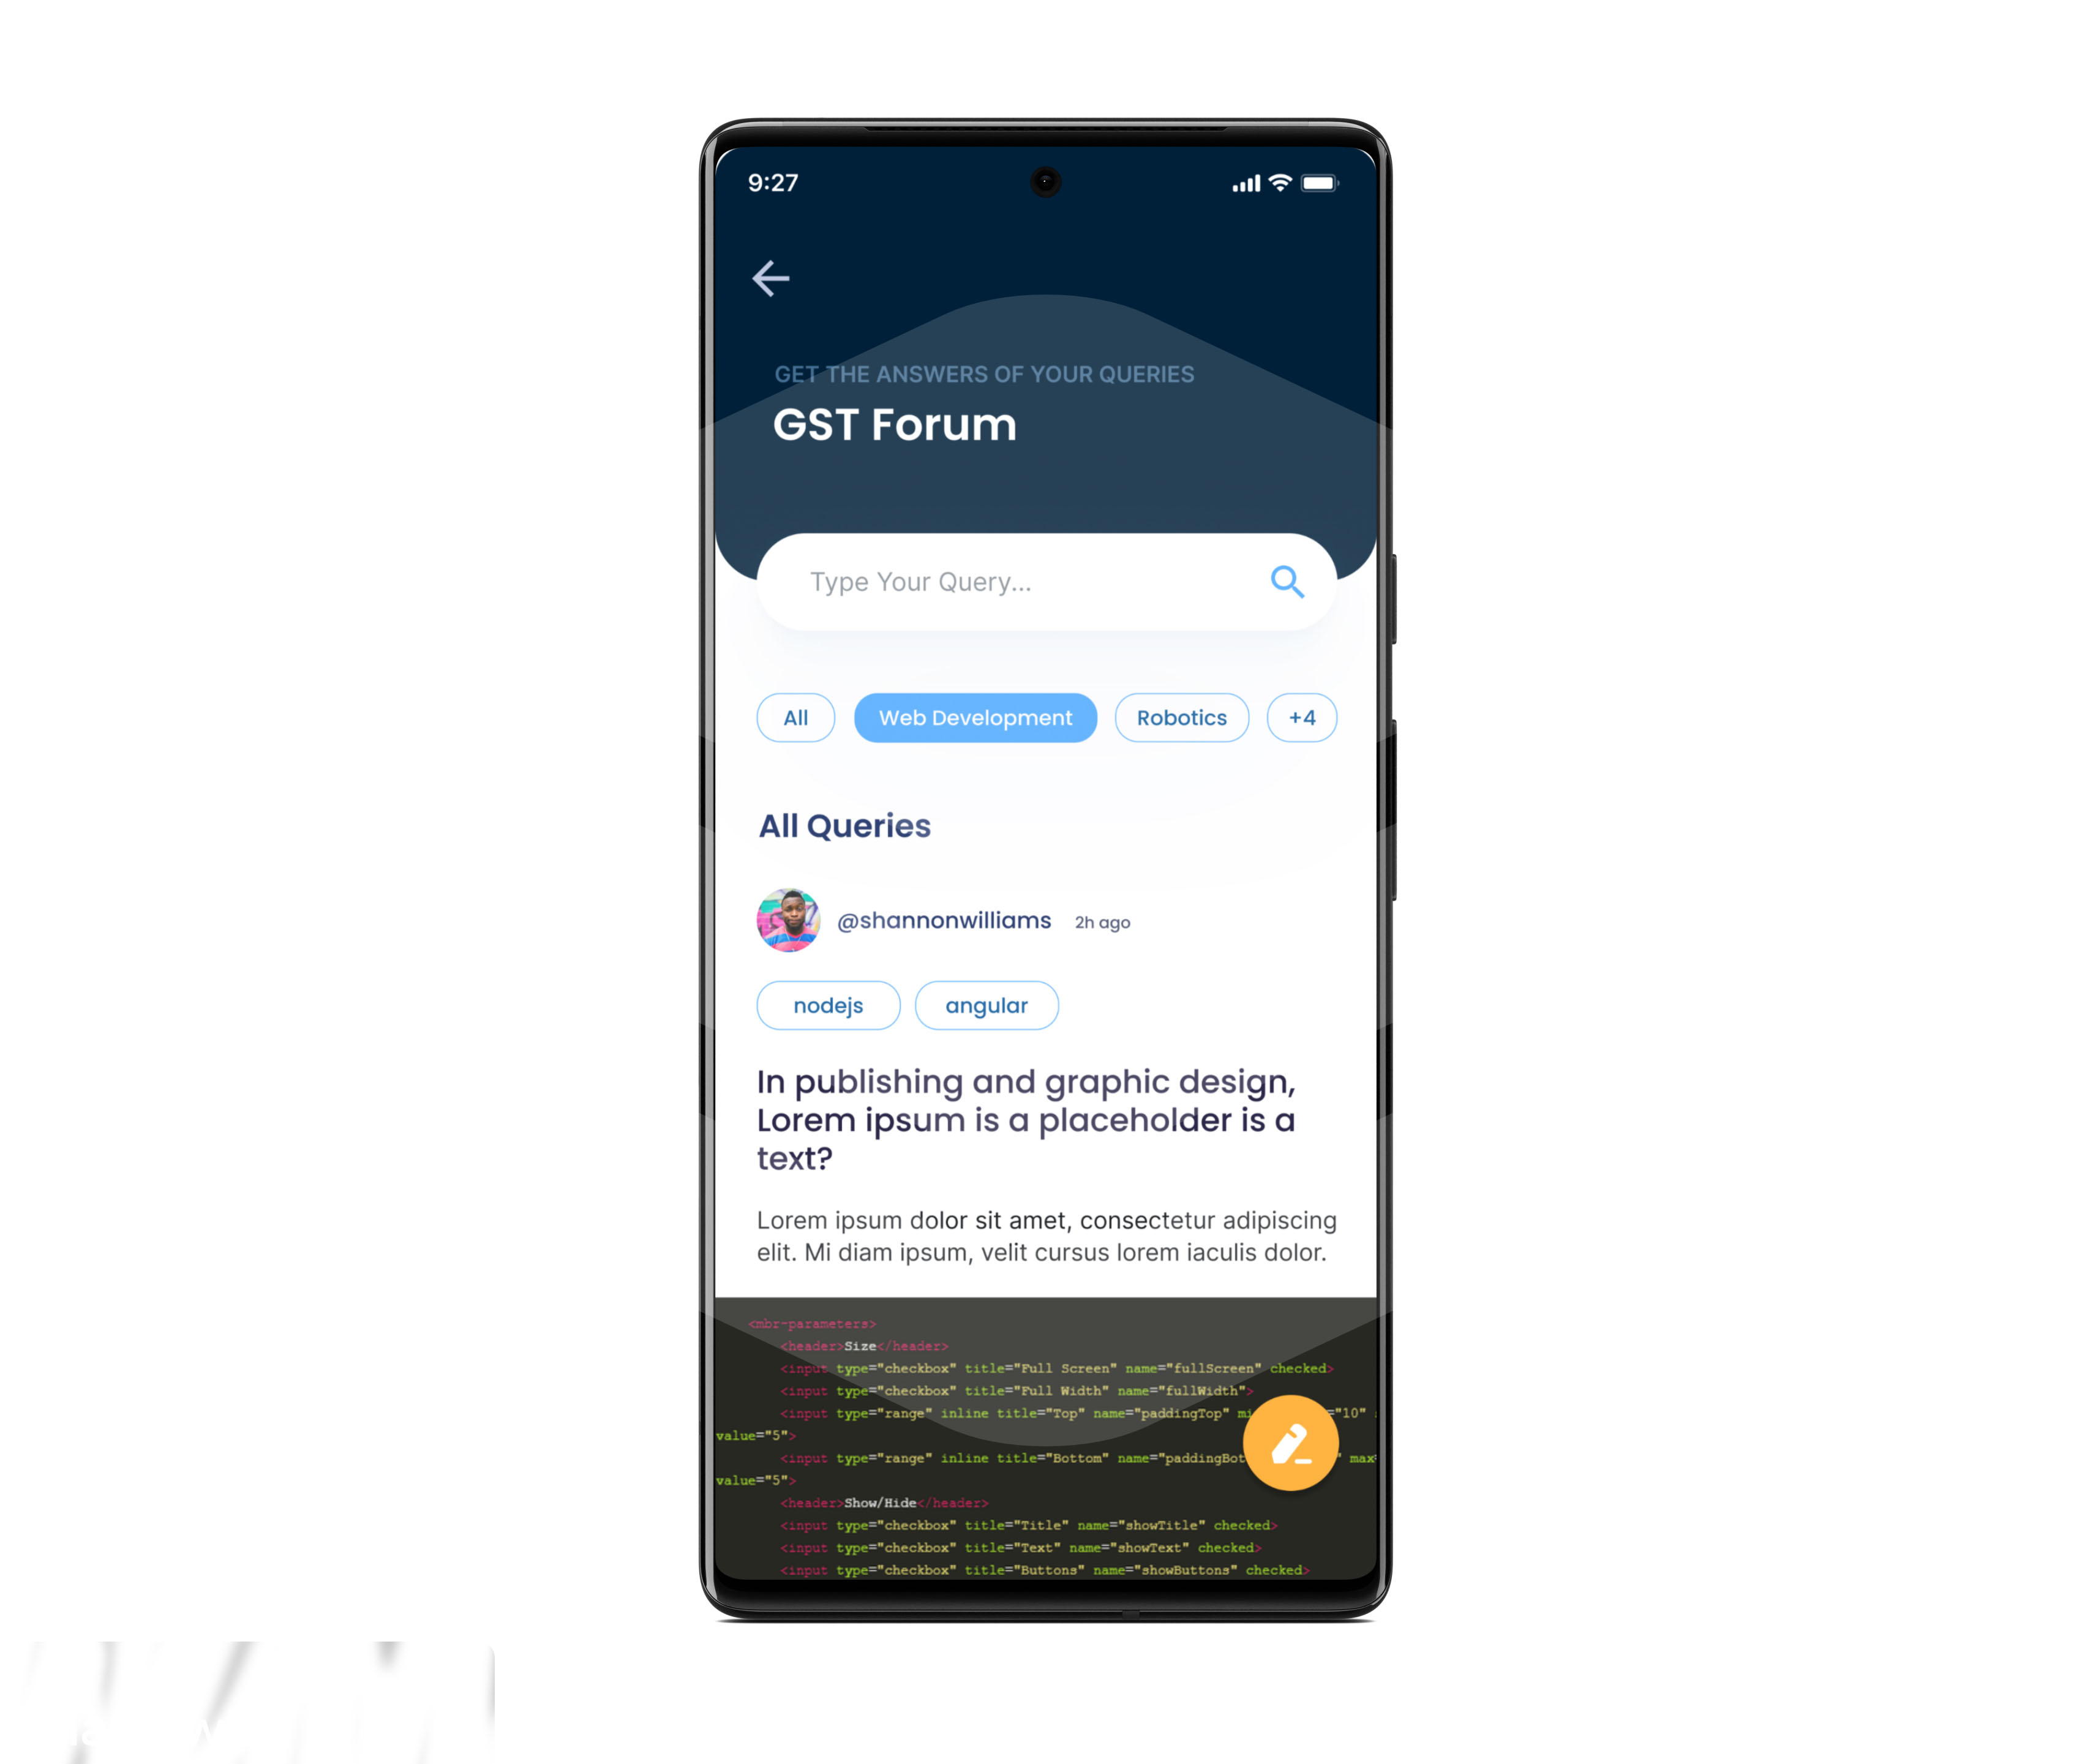 9:27
GET THE ANSWERS OF YOUR QUERIES
GST Forum
Type Your Query...
All Web Development Robotics +4
All Queries
@shannonwilliams 2h ago
nodejs angular
In publishing and graphic design,
Lorem ipsum is a placeholder is a
text?
Lorem ipsum dolor sit amet, consectetur adipiscing
elit. Mi diam ipsum, velit cursus lorem iaculis dolor.
<mbr-parameters>
<header>Size</header>
<input type="checkbox" title="Full Screen" name="fullScreen" checked>
<input type="checkbox" title="Full Width" name="fullWidth">
<input type="range" inline title="Top" name="paddingTop" ="10"
value="5">
<input type="range" inline title="Bottom" name="paddingBot " max
value="5">
<header>Show/Hide</header>
<input type="checkbox" title="Title" name="showTitle" checked>
<input type="checkbox" title="Text" name="showText" checked>
<input type="checkbox" title="Buttons" name="showButtons" checked>